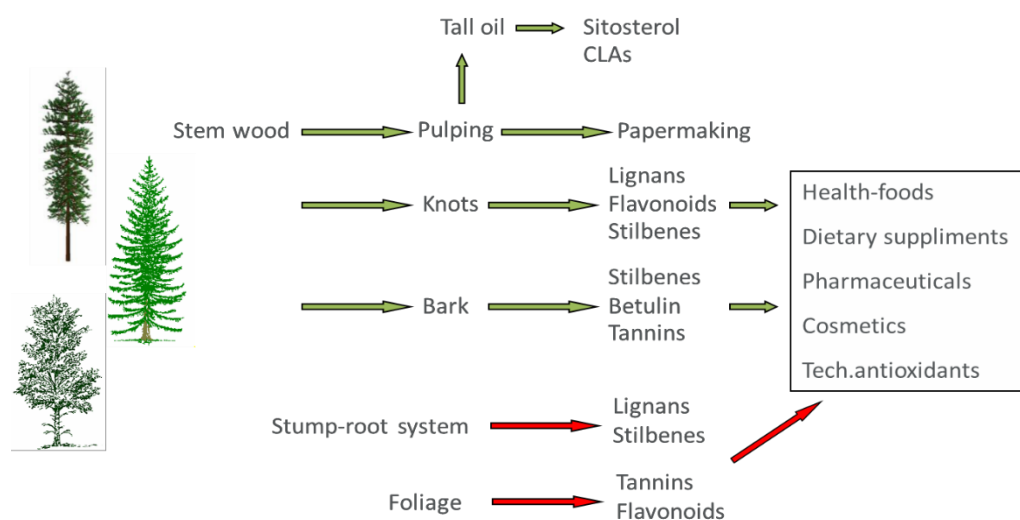 Tall oil
Sitosterol
CLAs
Stem wood
Pulping
Papermaking
Knots
Lignans
Flavonoids
Stilbenes
Bark
Stilbenes
Betulin
Tannins
Health-foods
Dietary suppliments
Pharmaceuticals
Cosmetics
Tech.antioxidants
Stump-root system
Lignans
Stilbenes
Foliage
Tannins
Flavonoids